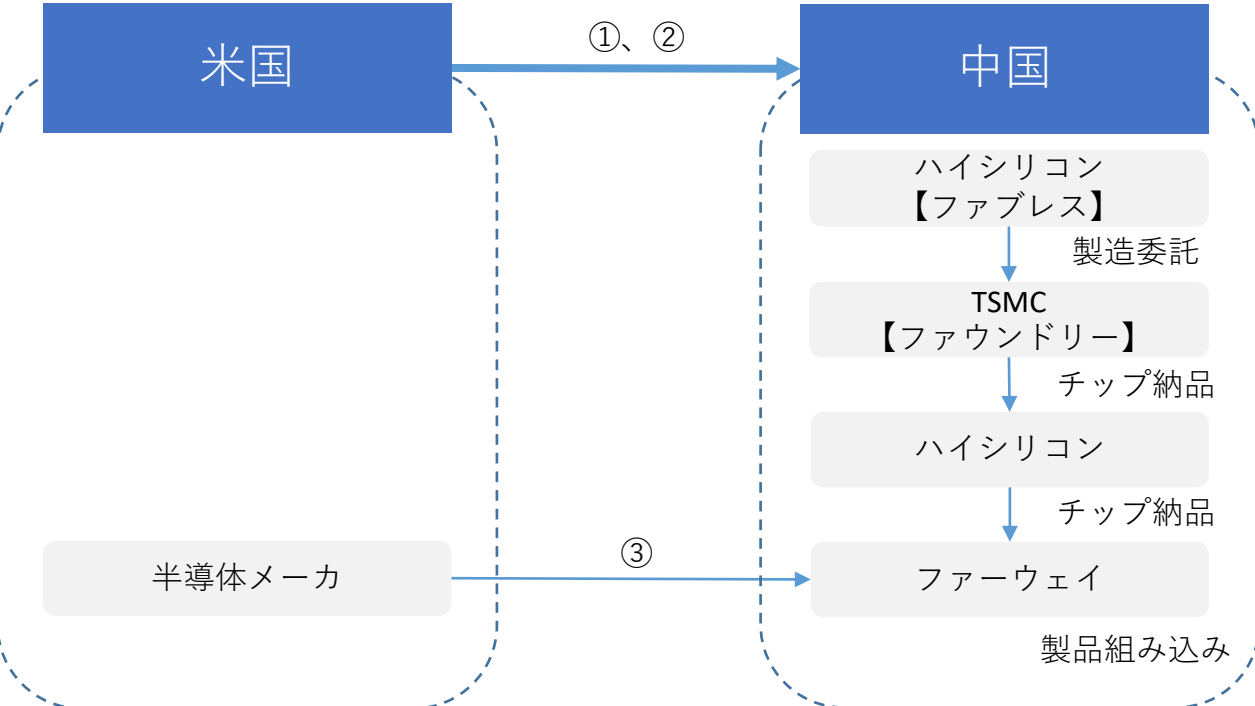 米国
①、②
中国
ハイシリコン
【ファブレス】
製造委託
TSMC
【ファウンドリー】
チップ納品
ハイシリコン
チップ納品
半導体メーカ
③
ファーウェイ
製品組み込み